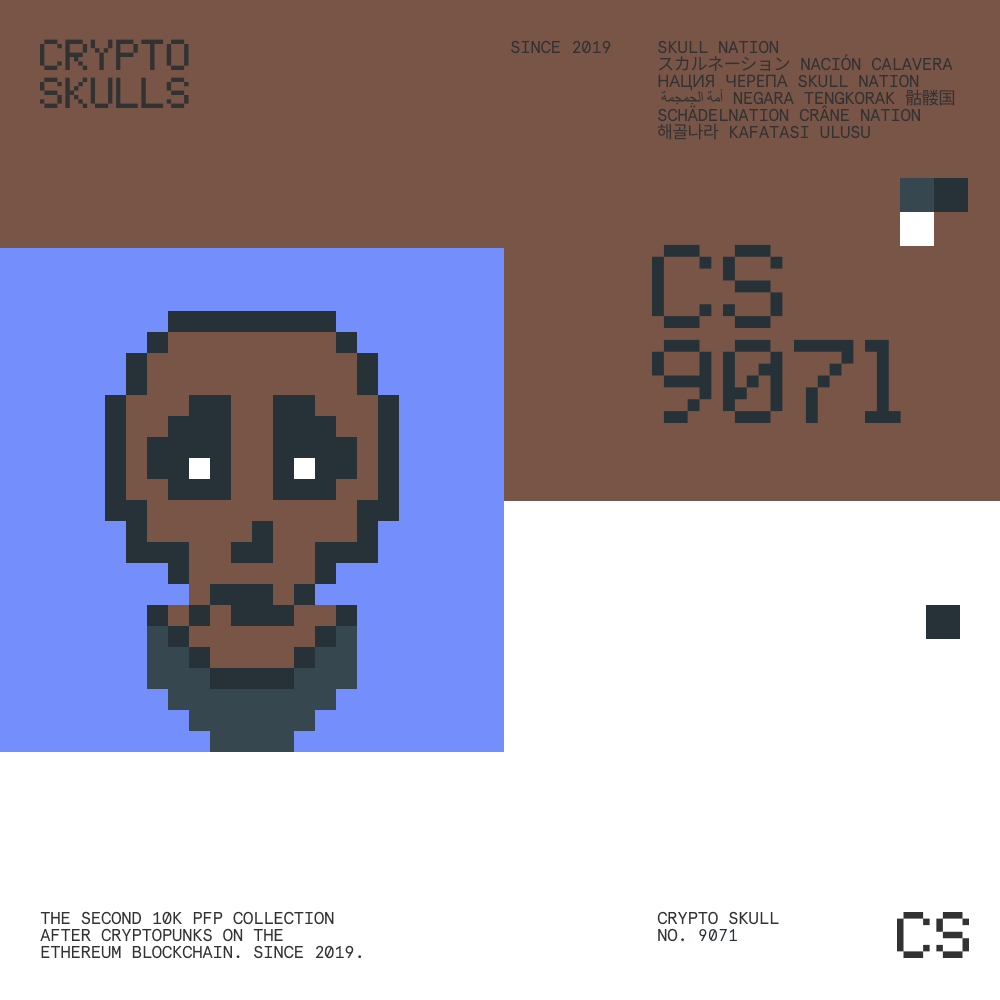 CRYPTO
SKULLS
SINCE 2019
SKULL NATION
スカルネーション NACIÓN CALAVERA
НАЦИЯ ЧЕРЕПА SKULL NATION
أمة الجمجمة NEGARA TENGKORAK 骷髅国
SCHÄDELNATION CRÂNE NATION
해골나라 KAFATASI ULUSU
CS
9071
THE SECOND 10K PFP COLLECTION
AFTER CRYPTOPUNKS ON THE
ETHEREUM BLOCKCHAIN. SINCE 2019.
CRYPTO SKULL
NO. 9071
CS